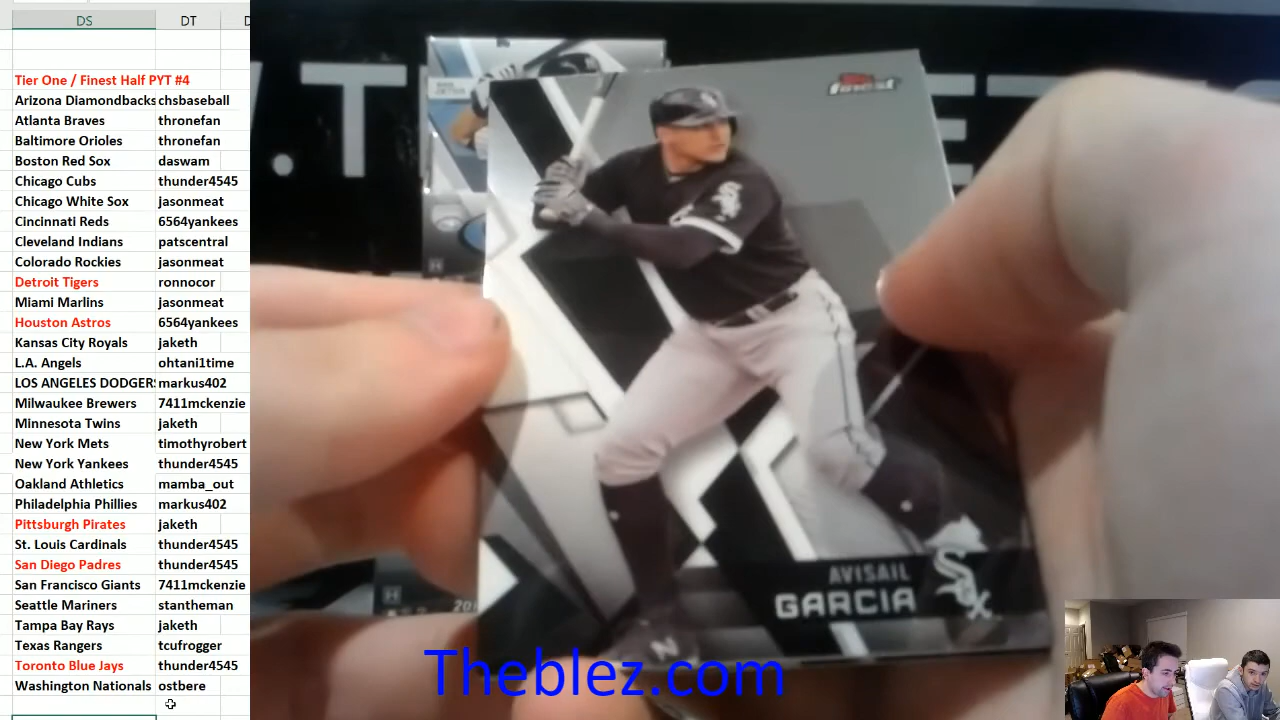 DS DT
Tier One / Finest Half PYT #4
Arizona Diamondbacks chsbaseball
Atlanta Braves thronefan
Baltimore Orioles thronefan
Boston Red Sox daswam
Chicago Cubs thunder4545
Chicago White Sox jasonmeat
Cincinnati Reds 6564yankees
Cleveland Indians patscentral
Colorado Rockies jasonmeat
Detroit Tigers ronnocor
Miami Marlins jasonmeat
Houston Astros 6564yankees
Kansas City Royals jaketh
L.A. Angels ohtani1time
LOS ANGELES DODGERS markus402
Milwaukee Brewers 7411mckenzie
Minnesota Twins jaketh
New York Mets timothyrobert
New York Yankees thunder4545
Oakland Athletics mamba_out
Philadelphia Phillies markus402
Pittsburgh Pirates jaketh
St. Louis Cardinals thunder4545
San Diego Padres thunder4545
San Francisco Giants 7411mckenzie
Seattle Mariners stantheman
Tampa Bay Rays jaketh
Texas Rangers tcufrogger
Toronto Blue Jays thunder4545
Washington Nationals ostbere
Topps
finest
Sox
AVISAIL
GARCIA
Sox
Theblez.com